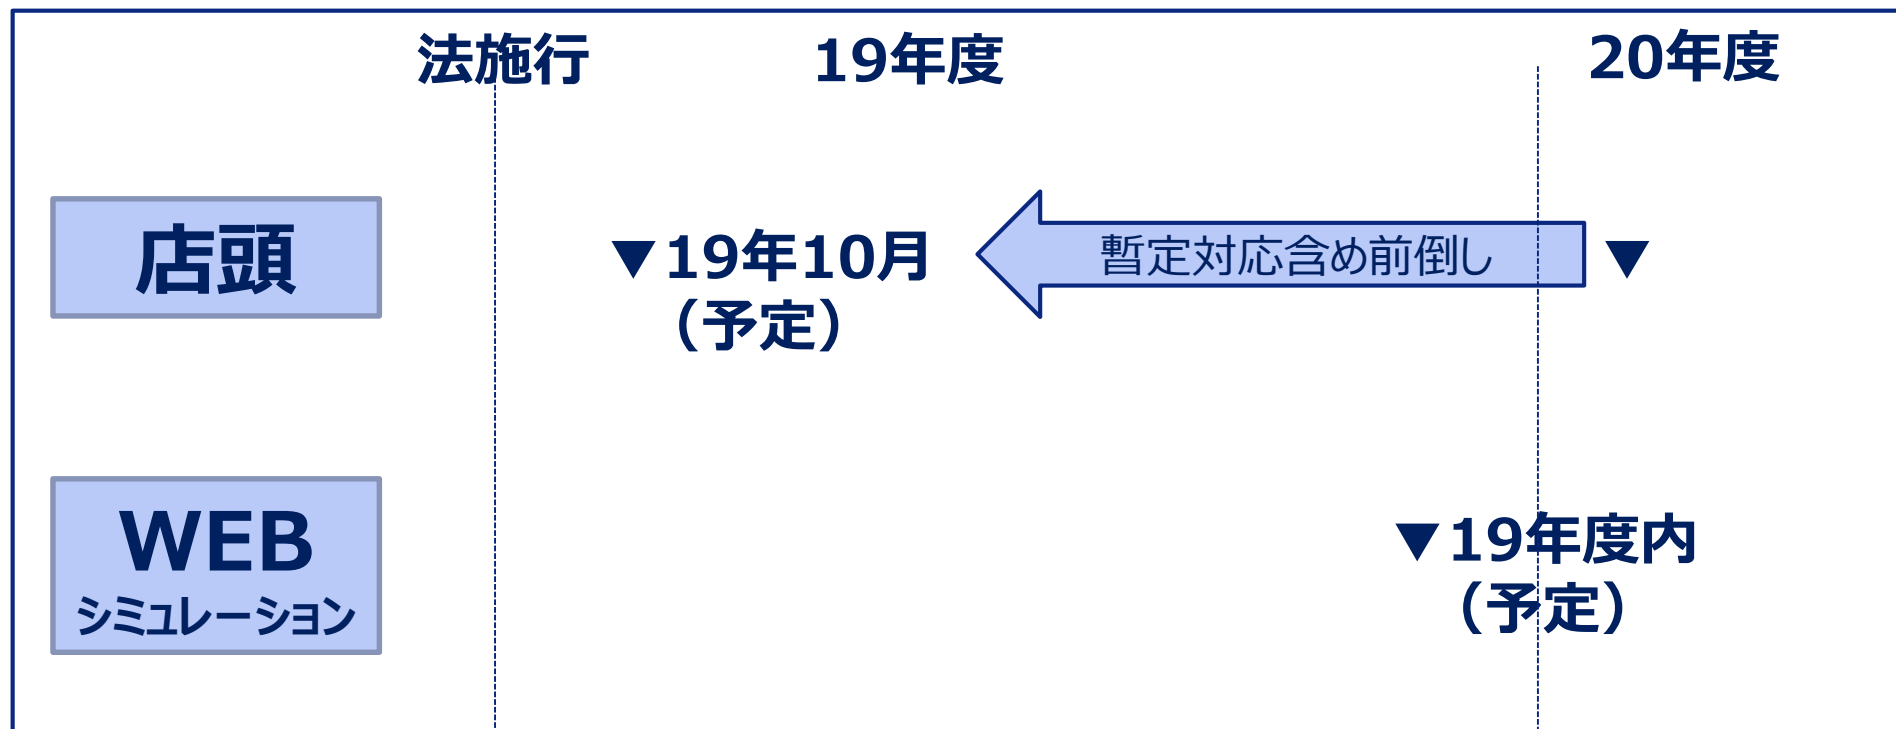 法施行
19年度
20年度
店頭
▼19年10月
(予定)
暫定対応含め前倒し
▼
WEB
シミュレーション
▼19年度内
(予定)